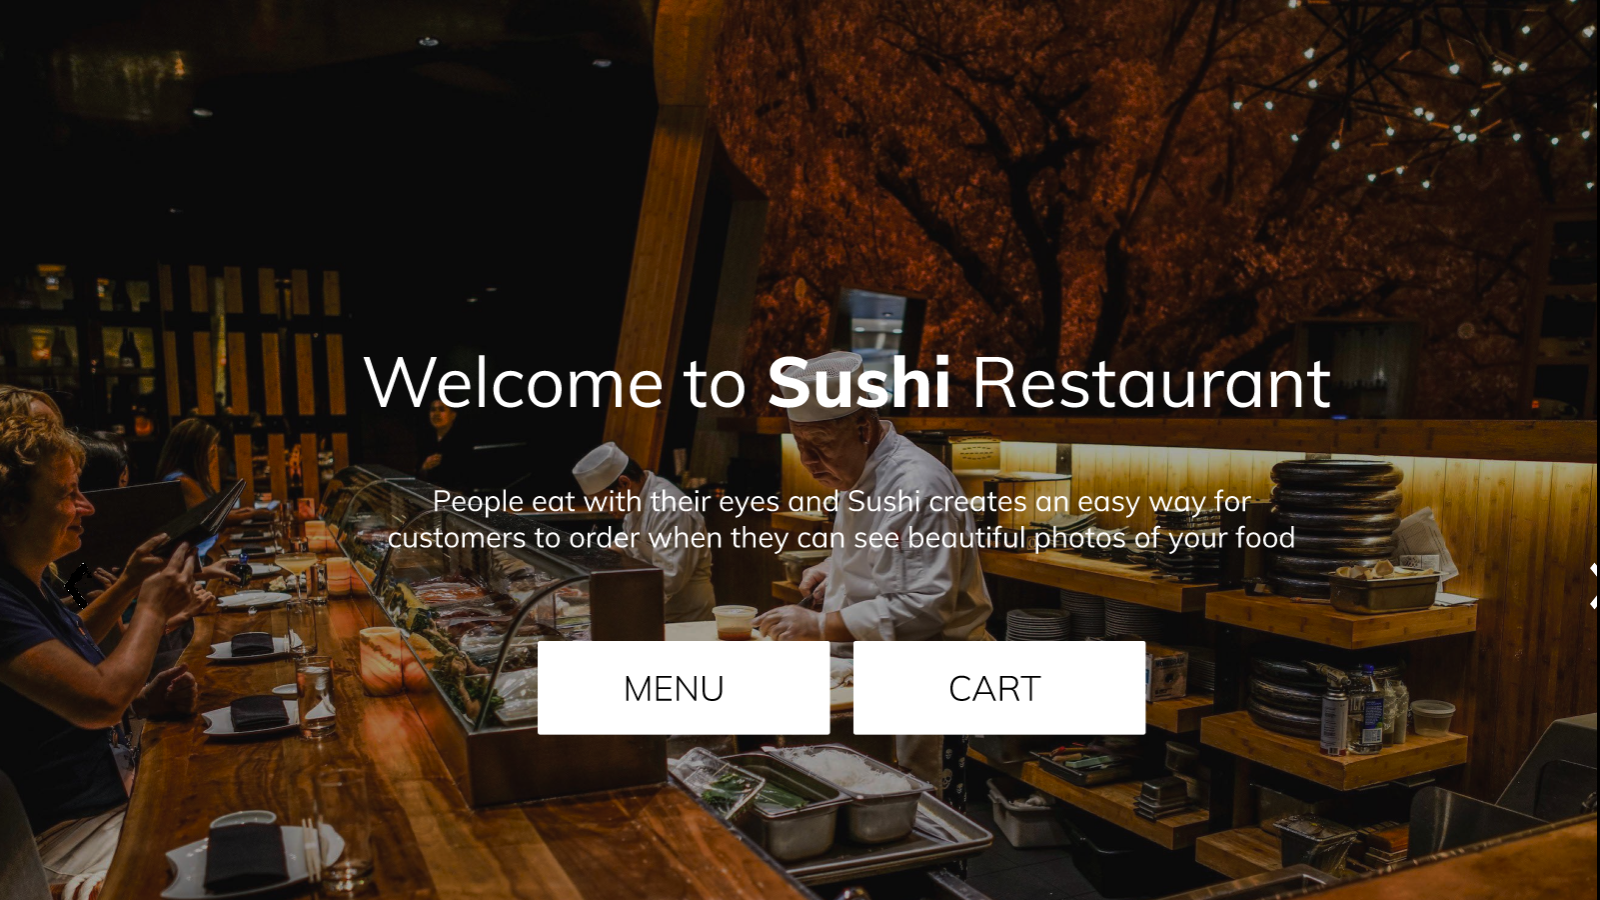 Welcome to Sushi Restaurant
People eat with their eyes and Sushi creates an easy way for
customers to order when they can see beautiful photos of your food
MENU
CART